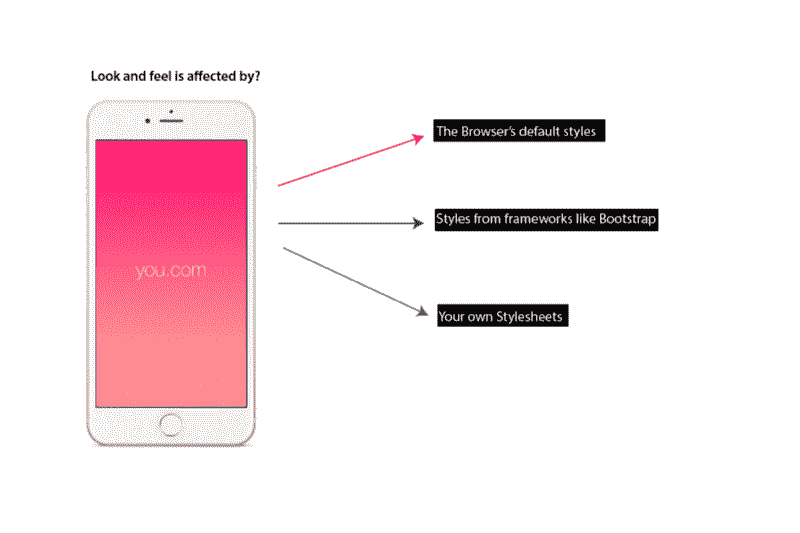 Look and feel is affected by?
The Browser's default styles
Styles from frameworks like Bootstrap
you.com
Your own Stylesheets